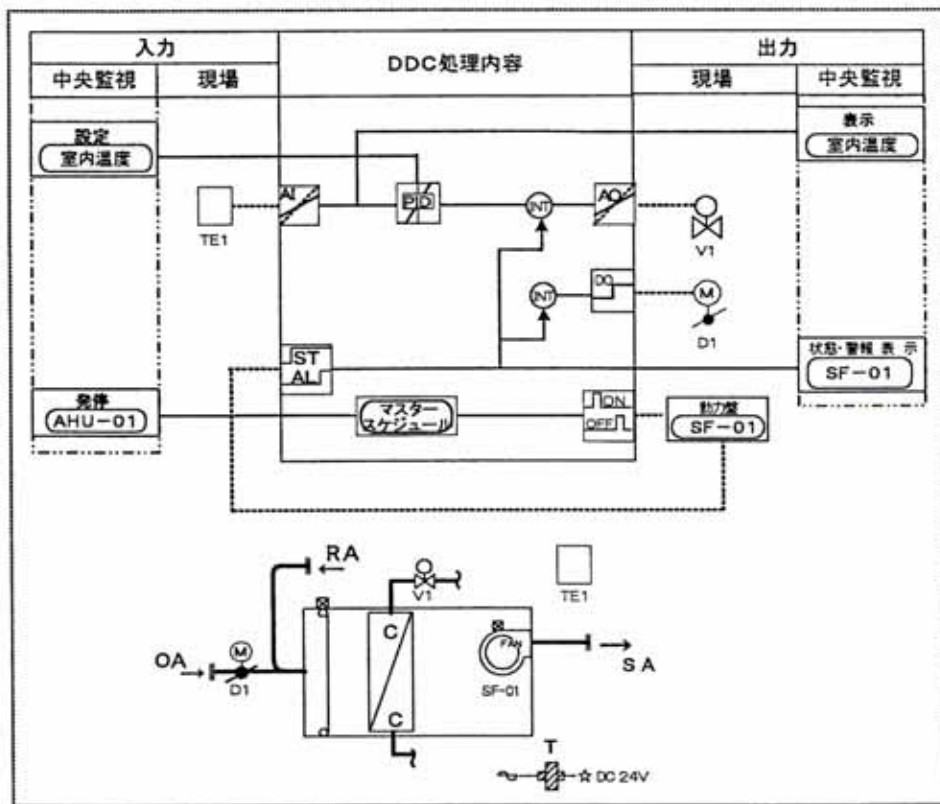 入力
DDC処理内容
出力
中央監視
現場
現場
中央監視
設定
室内温度
表示
室内温度
TE1
AI
PID
INT
AO
V1
INT
DO
M
D1
ST
AL
状態・警報 表示
SF-01
発停
AHU-01
マスター
スケジュール
ON
OFF
動力盤
SF-01
RA
V1
TE1
OA
M
D1
C
C
FAN
SF-01
SA
T
☆DC24V